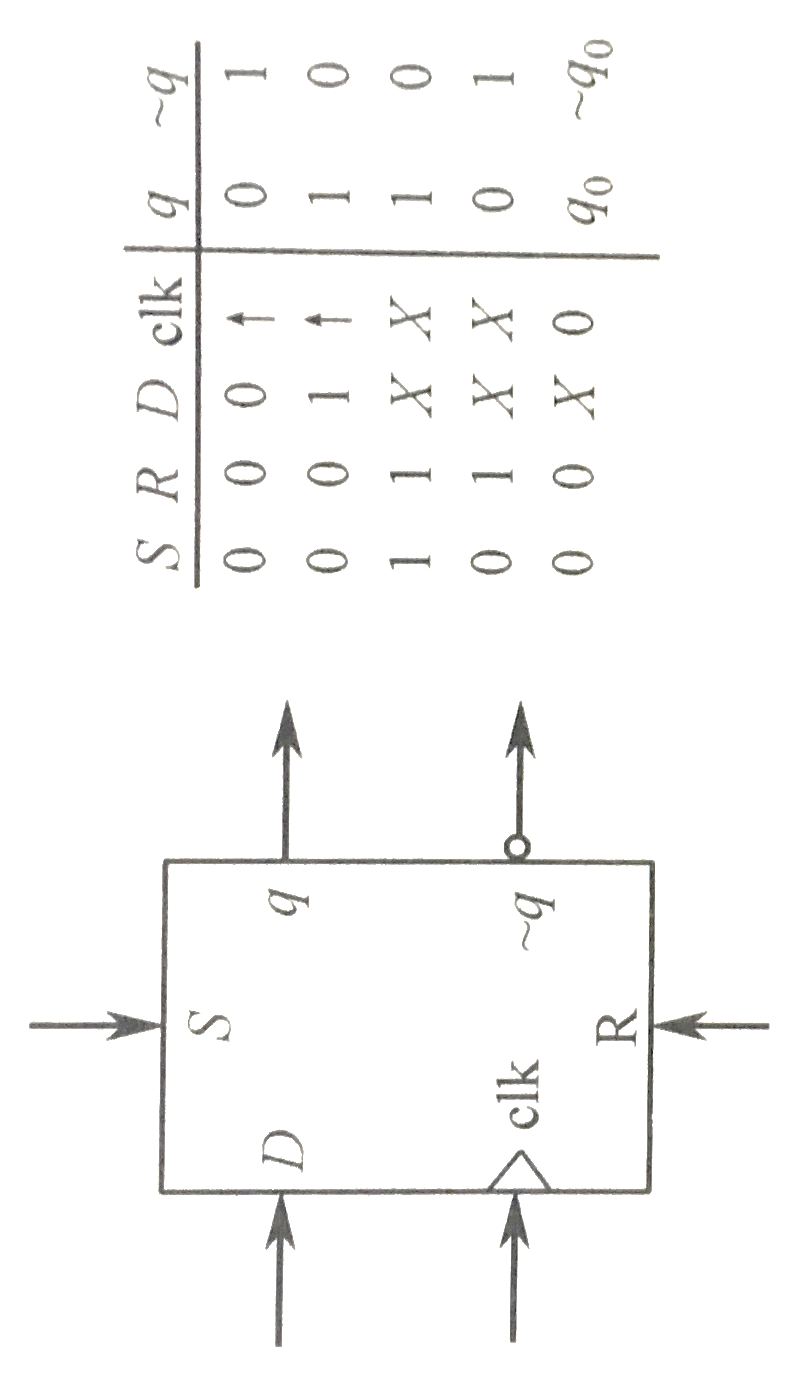 S
D q
clk ~q
R
S R D clk q ~q
0 0 0 ↑ 0 1
0 0 1 ↑ 1 0
1 1 X X 1 0
0 1 X X 0 1
0 0 X 0 q₀ ~q₀